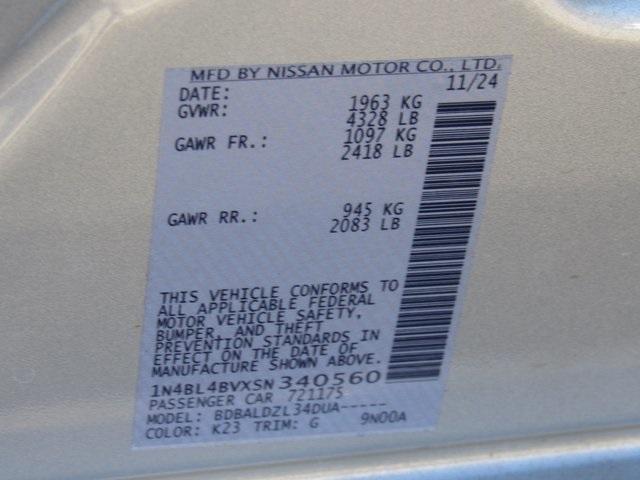 MFD BY NISSAN MOTOR CO., LTD.
DATE: 11/24
GVWR: 1963 KG
4328 LB
GAWR FR.: 1097 KG
2418 LB
GAWR RR.: 945 KG
2083 LB
THIS VEHICLE CONFORMS TO
ALL APPLICABLE FEDERAL
MOTOR VEHICLE SAFETY,
BUMPER, AND THEFT
PREVENTION STANDARDS IN
EFFECT ON THE DATE OF
MANUFACTURE SHOWN ABOVE.
1N4BL4BVXSN340560
PASSENGER CAR 721175
MODEL: BDBALDZL34DUA-----
COLOR: K23 TRIM: G 9N00A